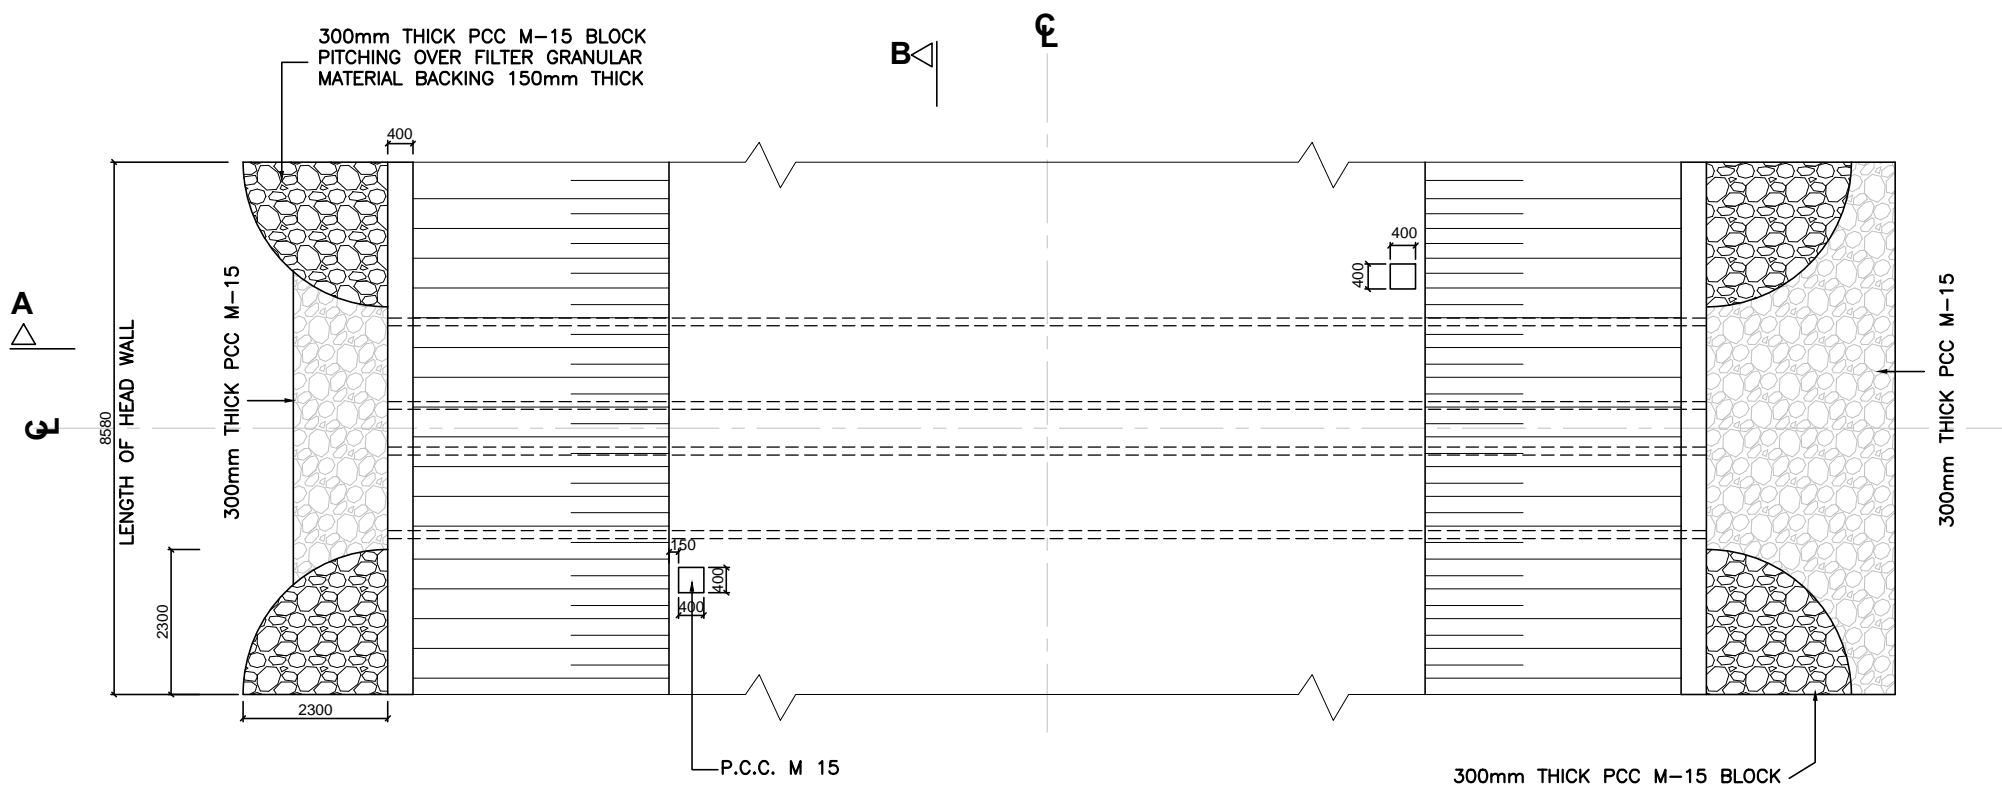 300mm THICK PCC M-15 BLOCK
PITCHING OVER FILTER GRANULAR
MATERIAL BACKING 150mm THICK
B
CL
400
400
400
A
300mm THICK PCC M-15
300mm THICK PCC M-15
LENGTH OF HEAD WALL
8580
CL
150
400
400
2300
2300
P.C.C. M 15
300mm THICK PCC M-15 BLOCK